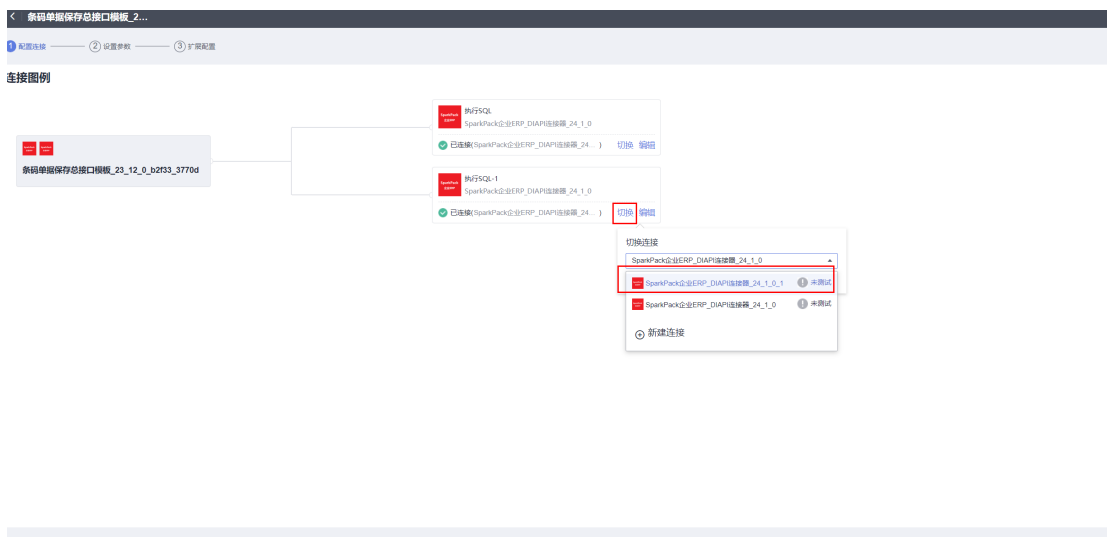 条码单据保存总接口模板_2...
1 配置连接
2 设置参数
3 扩展配置
连接图例
执行SQL
SparkPack企业ERP_DIAPI连接器_24_1_0
已连接(SparkPack企业ERP_DIAPI连接器_24... ) 切换 编辑
条码单据保存总接口模板_23_12_0_b2f33_3770d
执行SQL-1
SparkPack企业ERP_DIAPI连接器_24_1_0
已连接(SparkPack企业ERP_DIAPI连接器_24... ) 切换 编辑
切换连接
SparkPack企业ERP_DIAPI连接器_24_1_0
SparkPack企业ERP_DIAPI连接器_24_1_0_1 未测试
SparkPack企业ERP_DIAPI连接器_24_1_0 未测试
新建连接